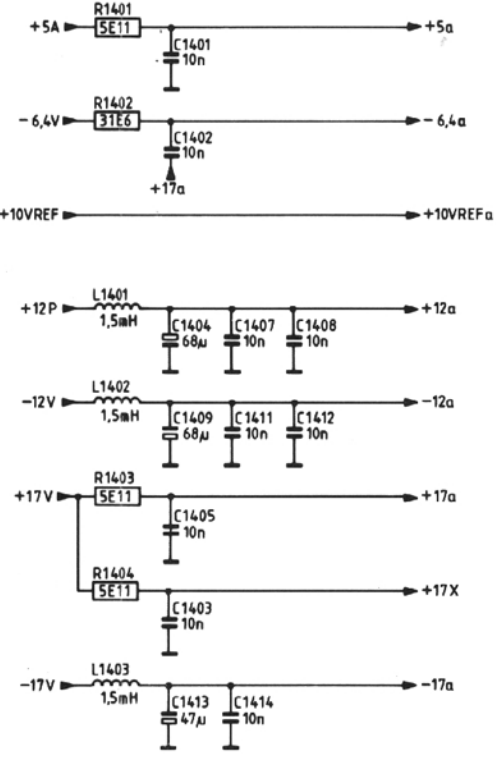 R1401
+5A 5E11 +5a
C1401
10n
R1402
-6,4V 31E6 -6,4a
C1402
10n
+17a
+10VREF +10VREFa
L1401
+12P +12a
1,5mH C1404 C1407 C1408
68μ 10n 10n
L1402
-12V -12a
1,5mH C1409 C1411 C1412
68μ 10n 10n
R1403
+17V 5E11 +17a
C1405
10n
R1404
5E11 +17X
C1403
10n
L1403
-17V -17a
1,5mH C1413 C1414
47μ 10n